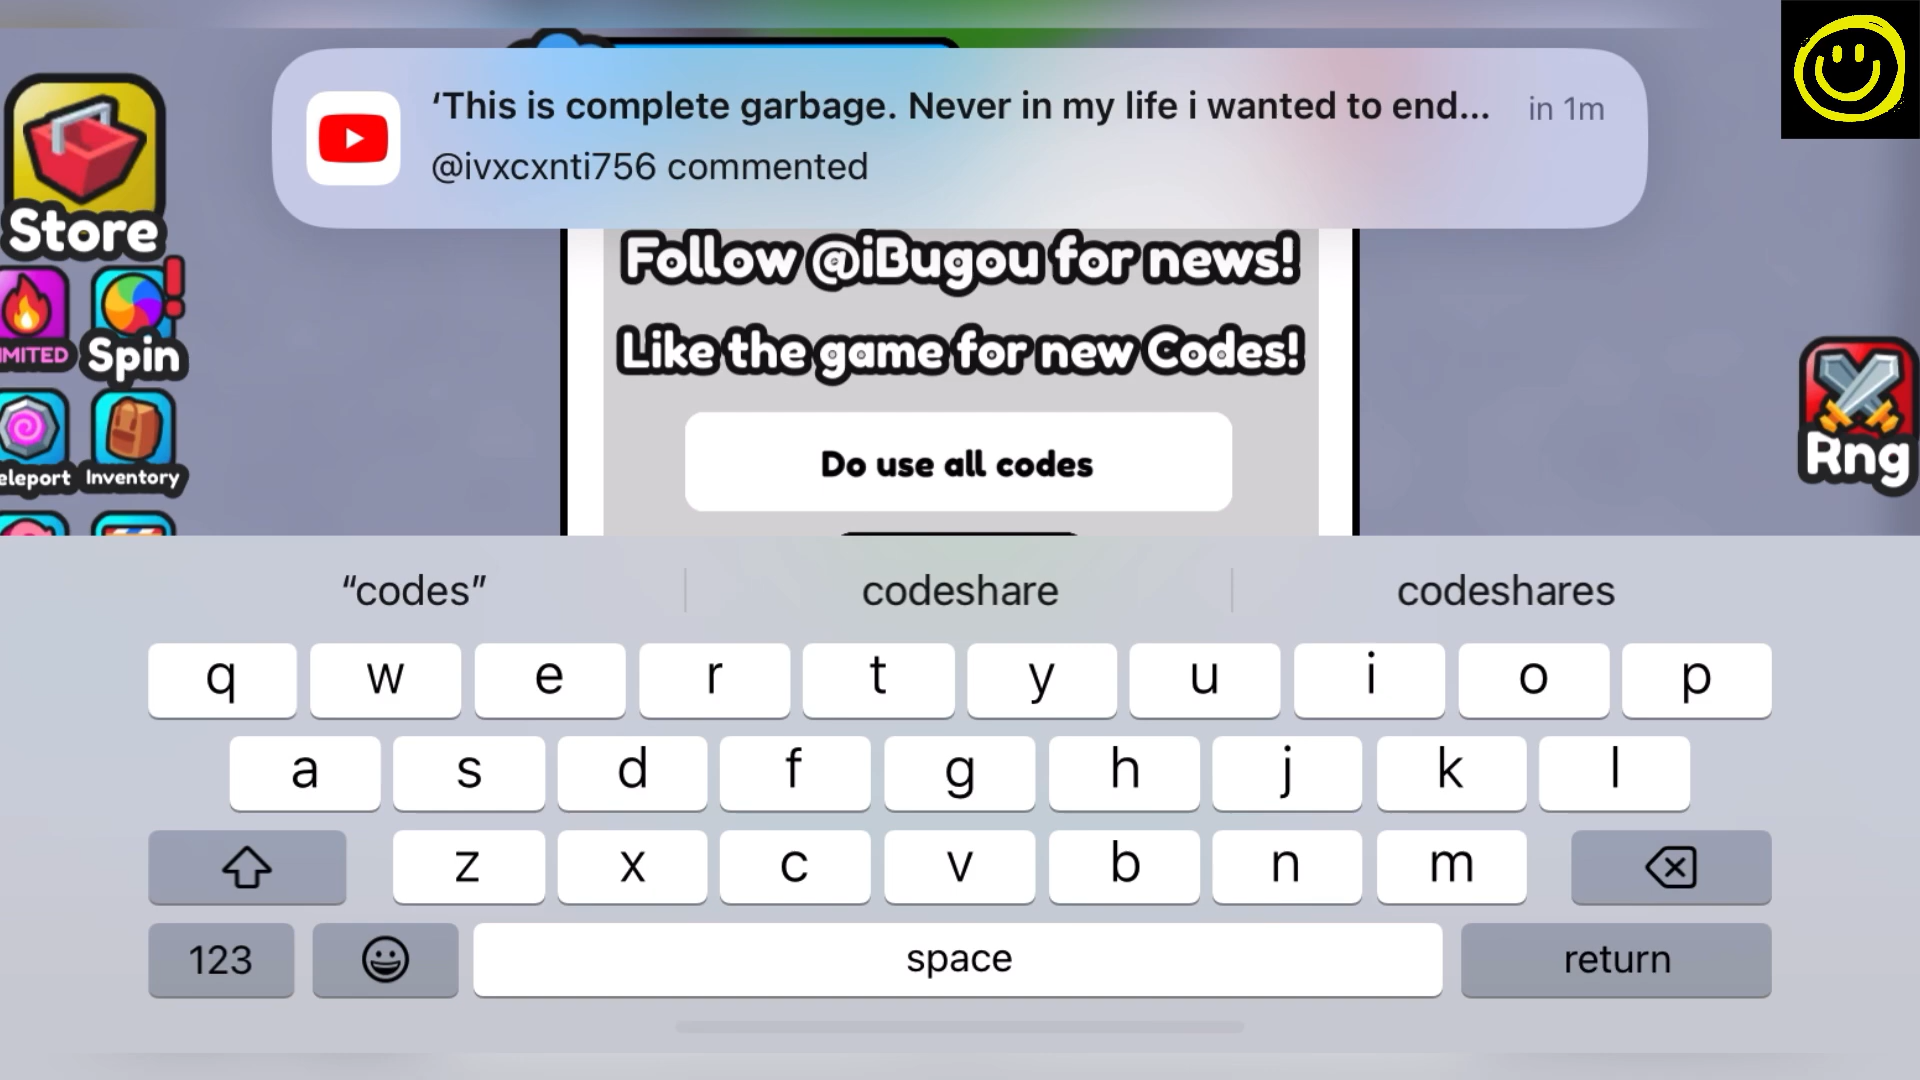 ‘This is complete garbage. Never in my life i wanted to end...
in 1m
@ivxcxnti756 commented
Store
Follow @iBugou for news!
Like the game for new Codes!
IMITED
Spin
eleport
Inventory
Rng
Do use all codes
“codes”
codeshare
codeshares
q w e r t y u i o p
a s d f g h j k l
z x c v b n m
123
space
return